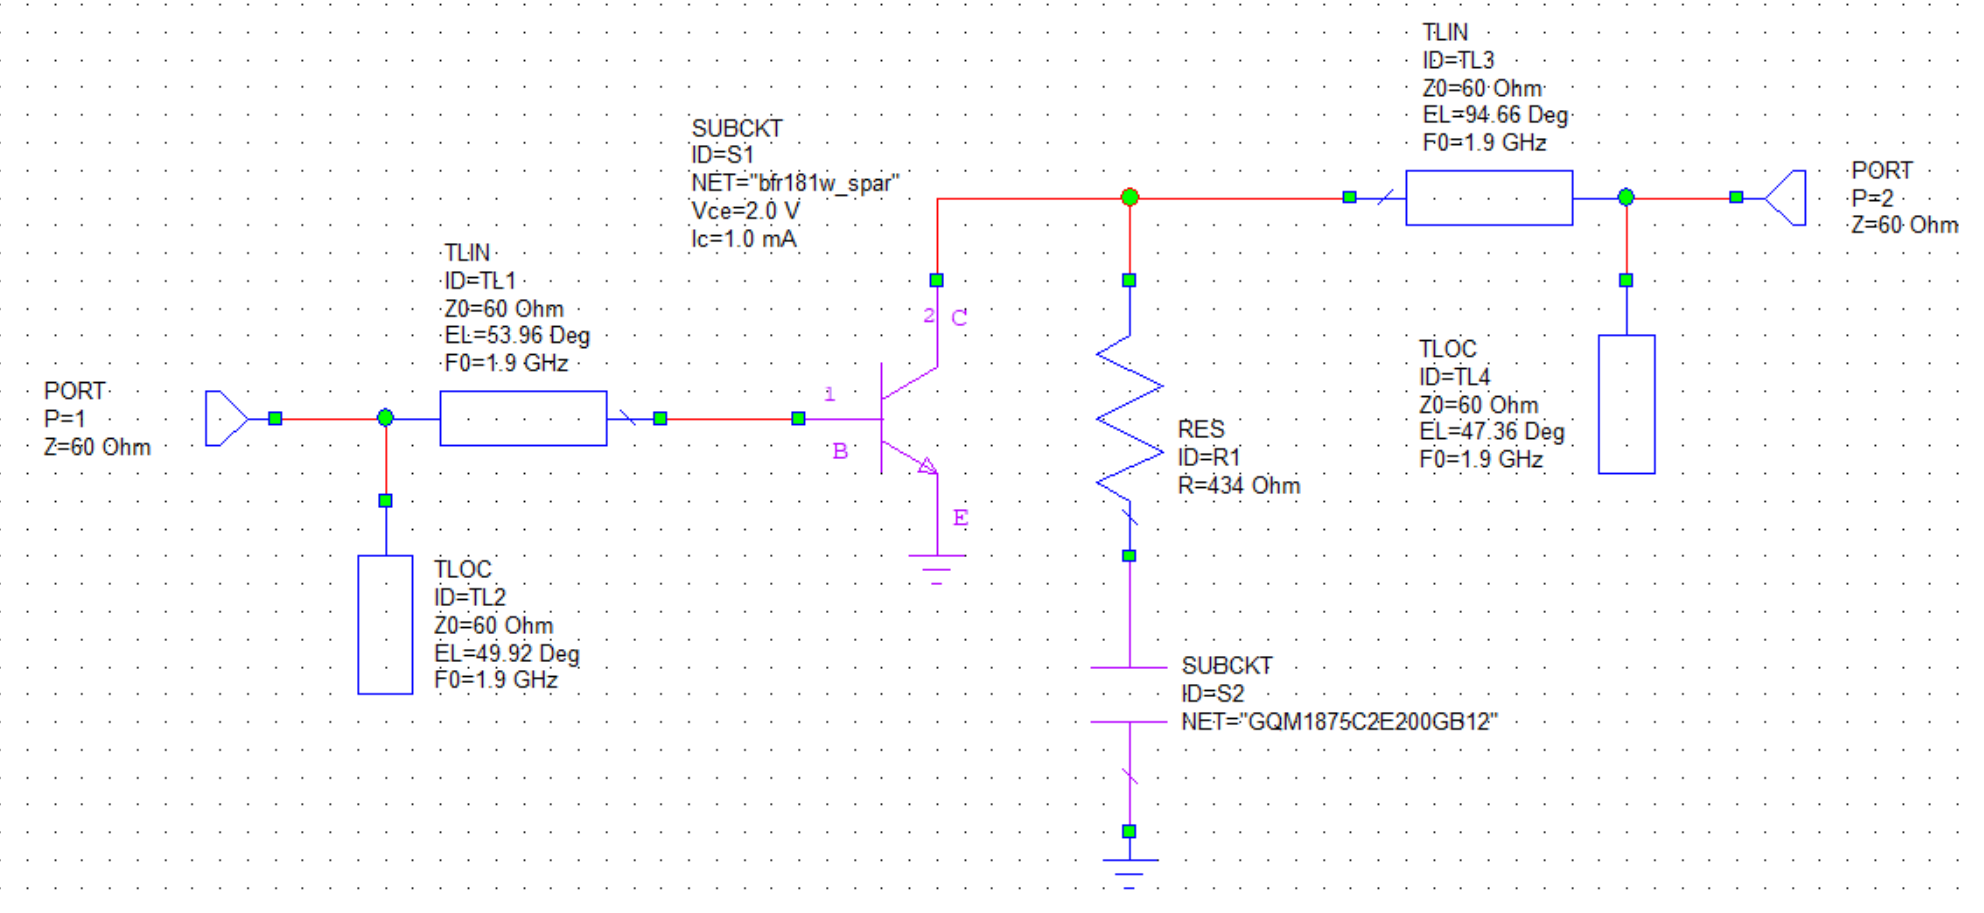 TLIN
ID=TL3
Z0=60 Ohm
EL=94.66 Deg
F0=1.9 GHz
SUBCKT
ID=S1
NET="bfr181w_spar"
Vce=2.0 V
Ic=1.0 mA
PORT
P=2
Z=60 Ohm
TLIN
ID=TL1
Z0=60 Ohm
EL=53.96 Deg
F0=1.9 GHz
2 C
1
B
E
PORT
P=1
Z=60 Ohm
TLOC
ID=TL4
Z0=60 Ohm
EL=47.36 Deg
F0=1.9 GHz
RES
ID=R1
R=434 Ohm
TLOC
ID=TL2
Z0=60 Ohm
EL=49.92 Deg
F0=1.9 GHz
SUBCKT
ID=S2
NET="GQM1875C2E200GB12"